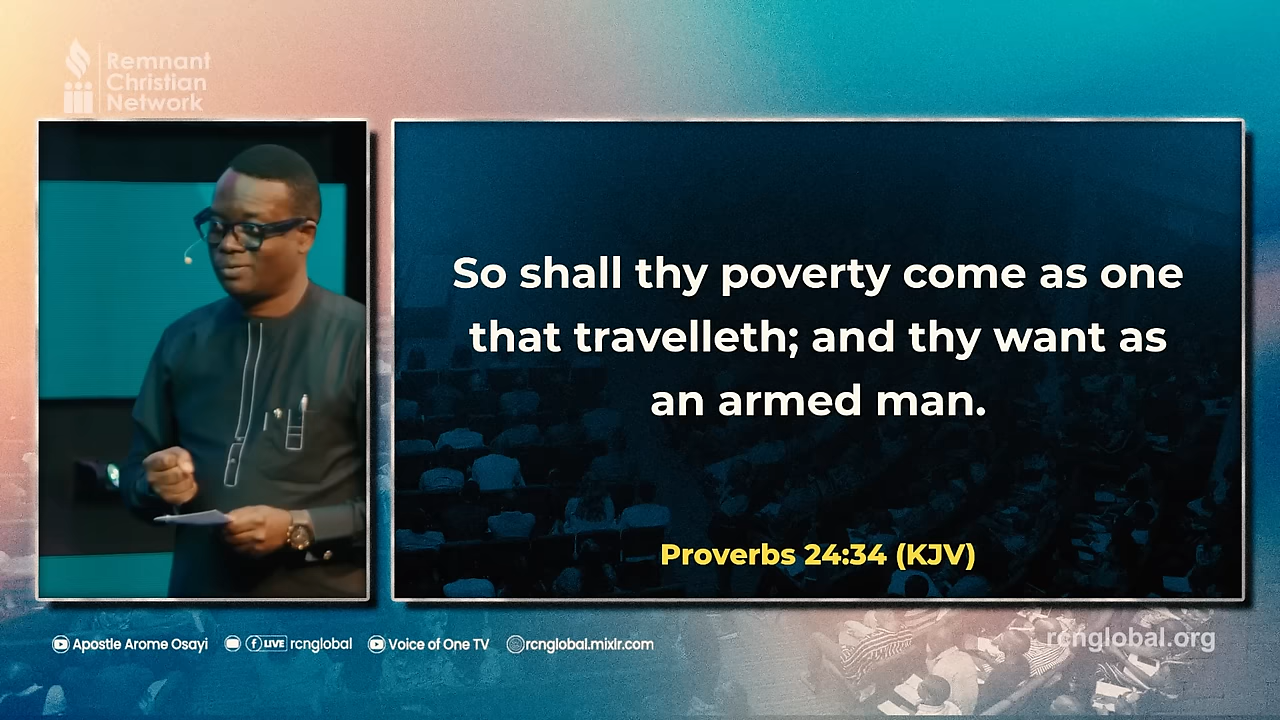 Remnant
Christian
Network
So shall thy poverty come as one
that travelleth; and thy want as
an armed man.
Proverbs 24:34 (KJV)
Apostle Arome Osayi f LIVE rcnglobal Voice of One TV rcnglobal.mixlr.com
rcnglobal.org